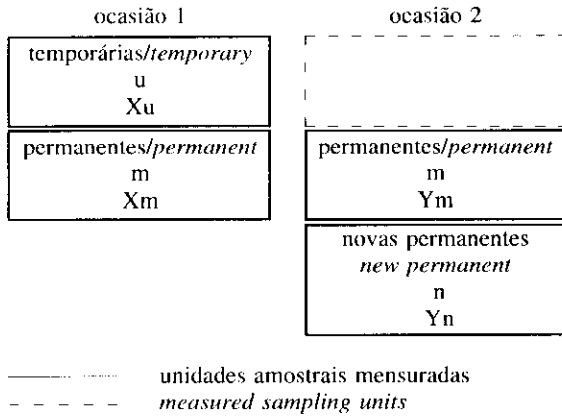 ocasião 1
ocasião 2
temporárias/temporary
u
Xu
permanentes/permanent
m
Xm
permanentes/permanent
m
Ym
novas permanentes
new permanent
n
Yn
unidades amostrais mensuradas
measured sampling units